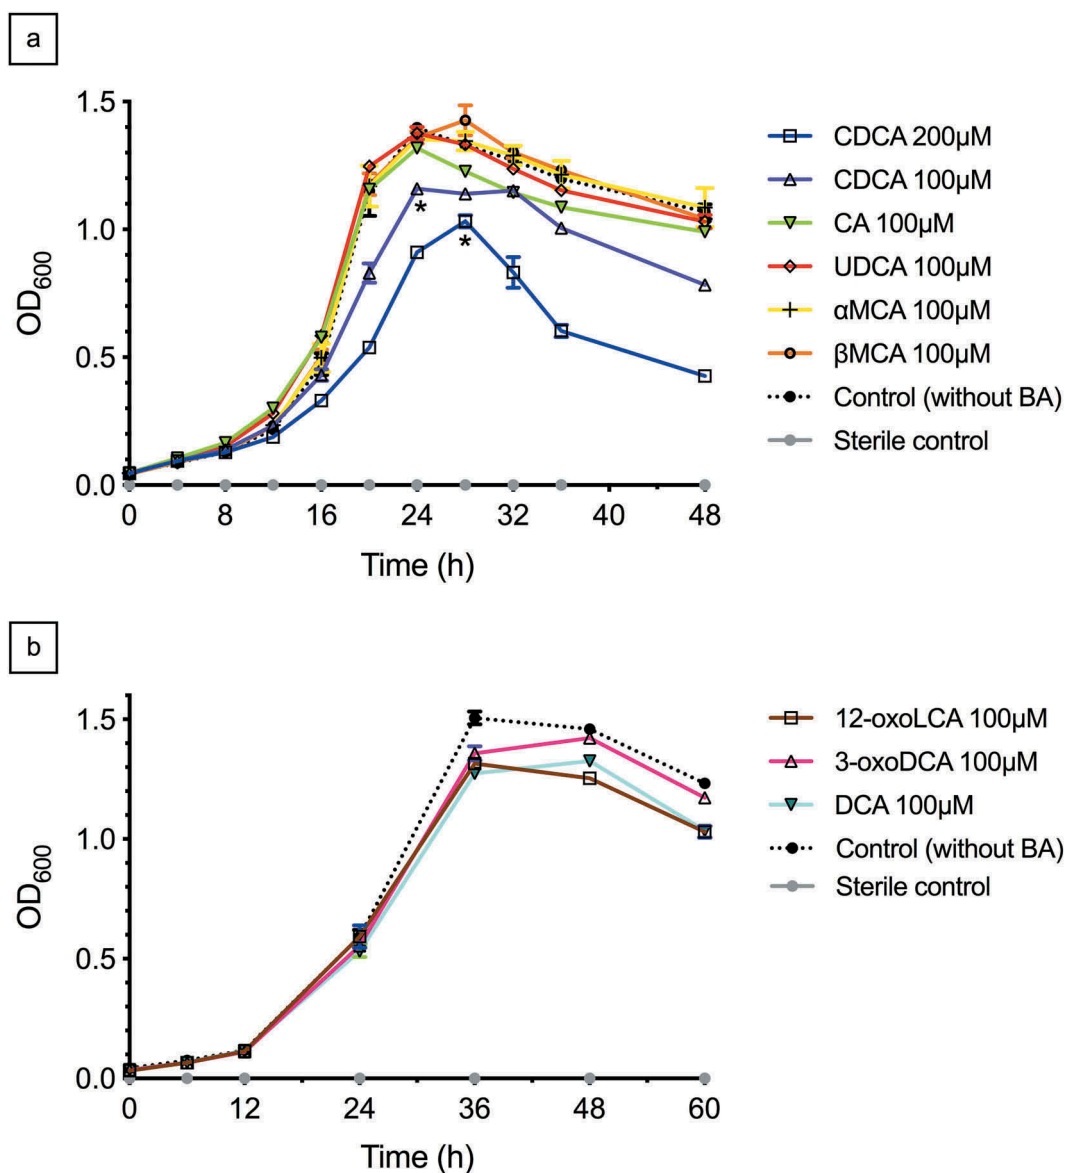 a
1.5
1.0
0.5
0.0
OD600
0 8 16 24 32 40 48
Time (h)
*
*
CDCA 200µM
CDCA 100µM
CA 100µM
UDCA 100µM
αMCA 100µM
βMCA 100µM
Control (without BA)
Sterile control
b
1.5
1.0
0.5
0.0
OD600
0 12 24 36 48 60
Time (h)
12-oxoLCA 100µM
3-oxoDCA 100µM
DCA 100µM
Control (without BA)
Sterile control